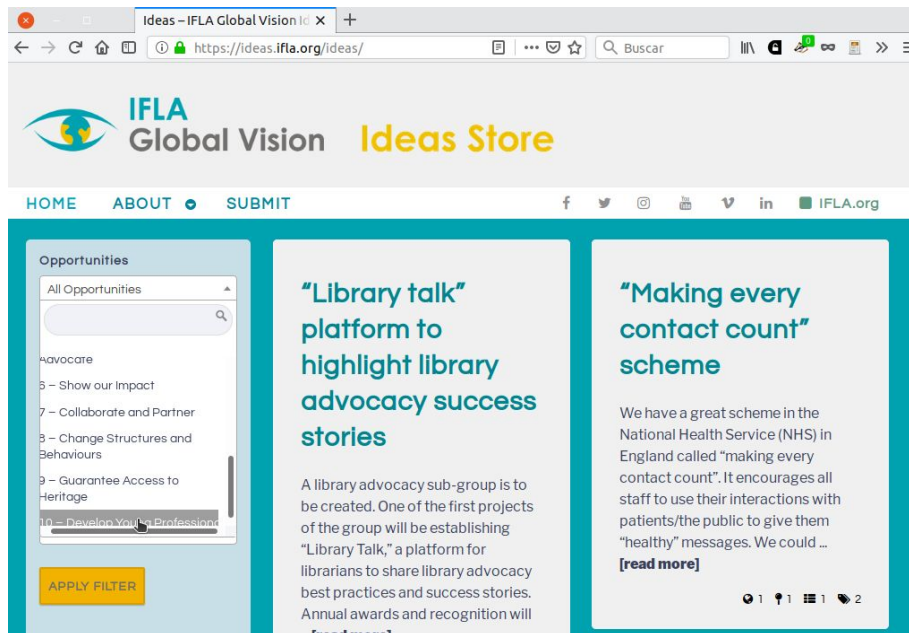 Ideas – IFLA Global Vision Id
https://ideas.ifla.org/ideas/
Buscar
IFLA
Global Vision Ideas Store
HOME ABOUT SUBMIT
IFLA.org
Opportunities
All Opportunities
Advocate
6 – Show our Impact
7 – Collaborate and Partner
8 – Change Structures and
Behaviours
9 – Guarantee Access to
Heritage
10 – Develop Young Professiona
APPLY FILTER
“Library talk”
platform to
highlight library
advocacy success
stories
A library advocacy sub-group is to
be created. One of the first projects
of the group will be establishing
“Library Talk,” a platform for
librarians to share library advocacy
best practices and success stories.
Annual awards and recognition will
... [read more]
“Making every
contact count”
scheme
We have a great scheme in the
National Health Service (NHS) in
England called “making every
contact count”. It encourages all
staff to use their interactions with
patients/the public to give them
“healthy” messages. We could ...
[read more]
1 1 1 2